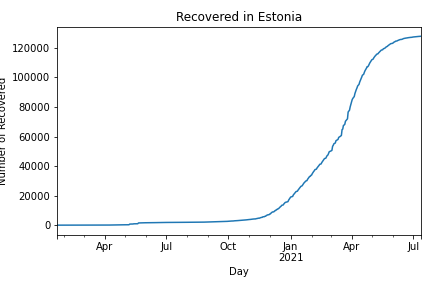 Recovered in Estonia
Number of Recovered
120000
100000
80000
60000
40000
20000
0
Apr
Jul
Oct
Jan
2021
Apr
Jul
Day